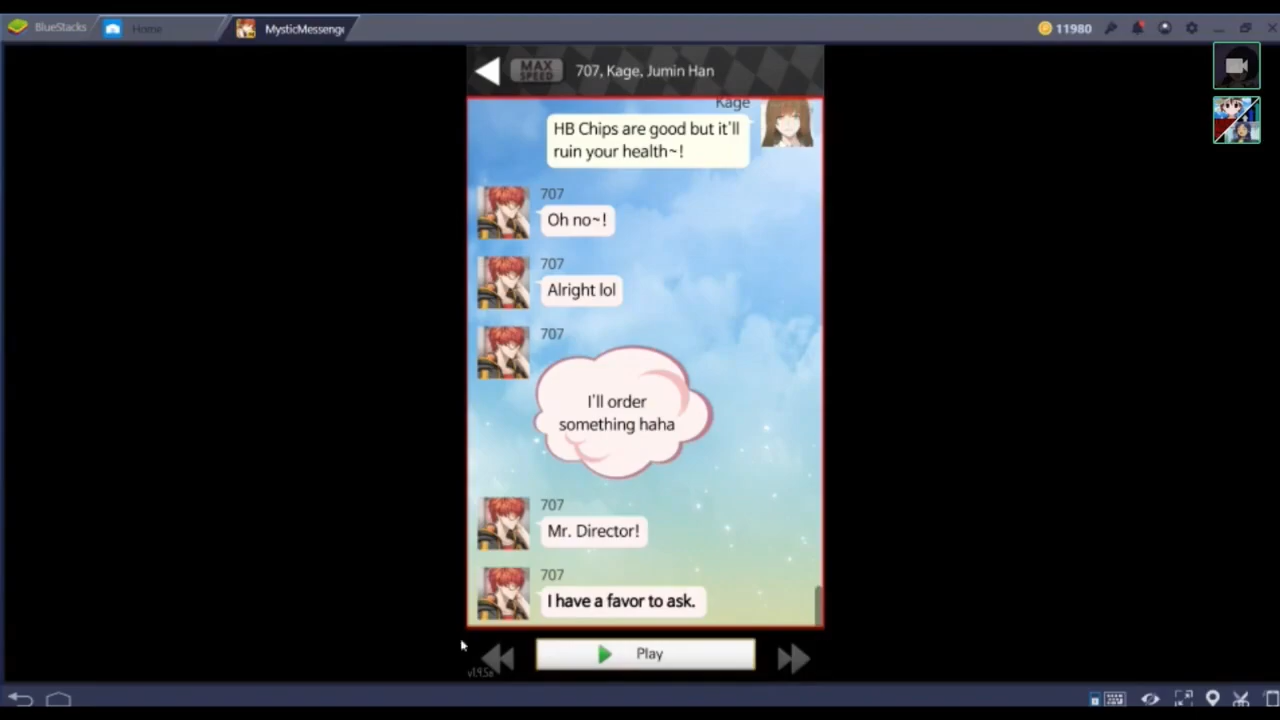 BlueStacks
Home
MysticMesseng
11980
MAX
SPEED
707, Kage, Jumin Han
Kage
HB Chips are good but it'll
ruin your health~!
707
Oh no~!
707
Alright lol
707
I'll order
something haha
707
Mr. Director!
707
I have a favor to ask.
Play